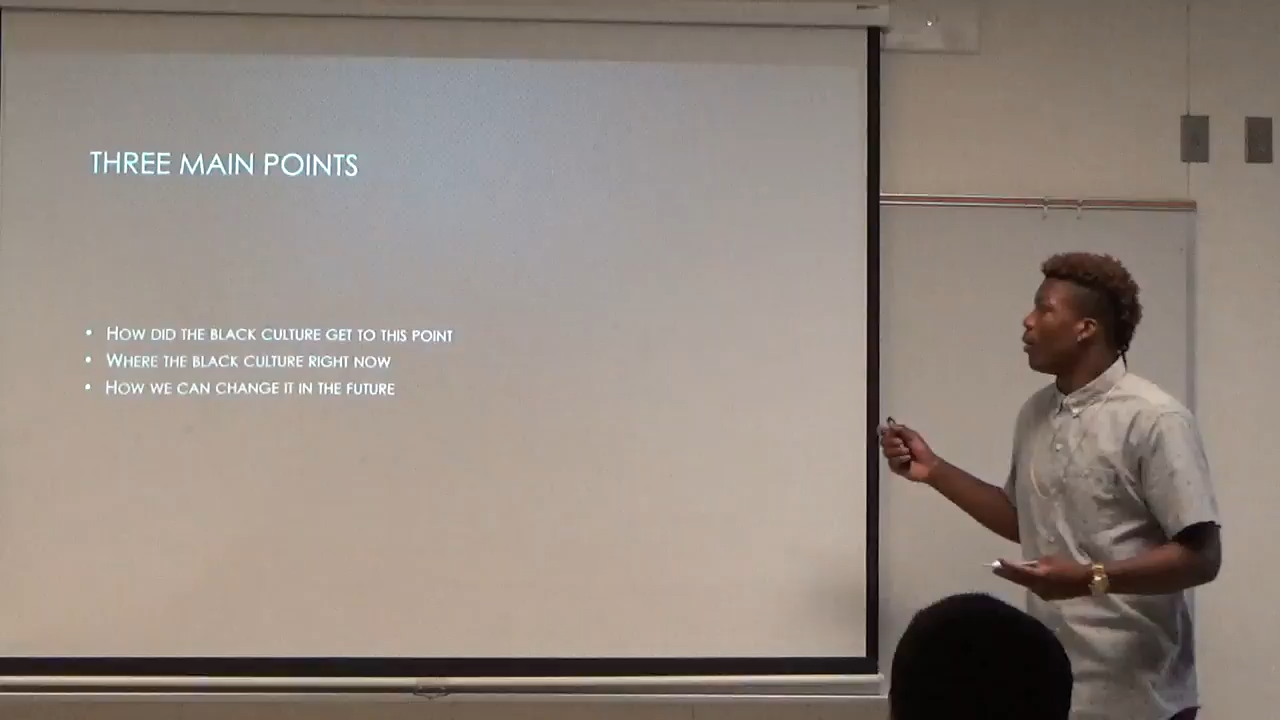 THREE MAIN POINTS
• HOW DID THE BLACK CULTURE GET TO THIS POINT
• WHERE THE BLACK CULTURE RIGHT NOW
• HOW WE CAN CHANGE IT IN THE FUTURE